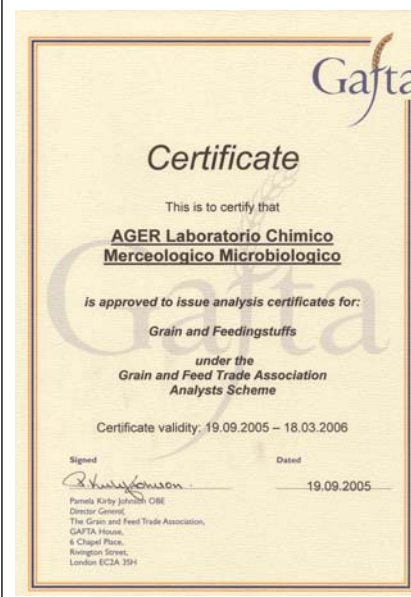 Gafta
Certificate
This is to certify that
AGER Laboratorio Chimico
Merceologico Microbiologico
is approved to issue analysis certificates for:
Grain and Feedingstuffs
under the
Grain and Feed Trade Association
Analysts Scheme
Certificate validity: 19.09.2005 – 18.03.2006
Signed
Dated
P. Kirby Johnson
19.09.2005
Pamela Kirby Johnson OBE
Director General,
The Grain and Feed Trade Association,
GAFTA House,
6 Chapel Place,
Rivington Street,
London EC2A 3SH
Gafta